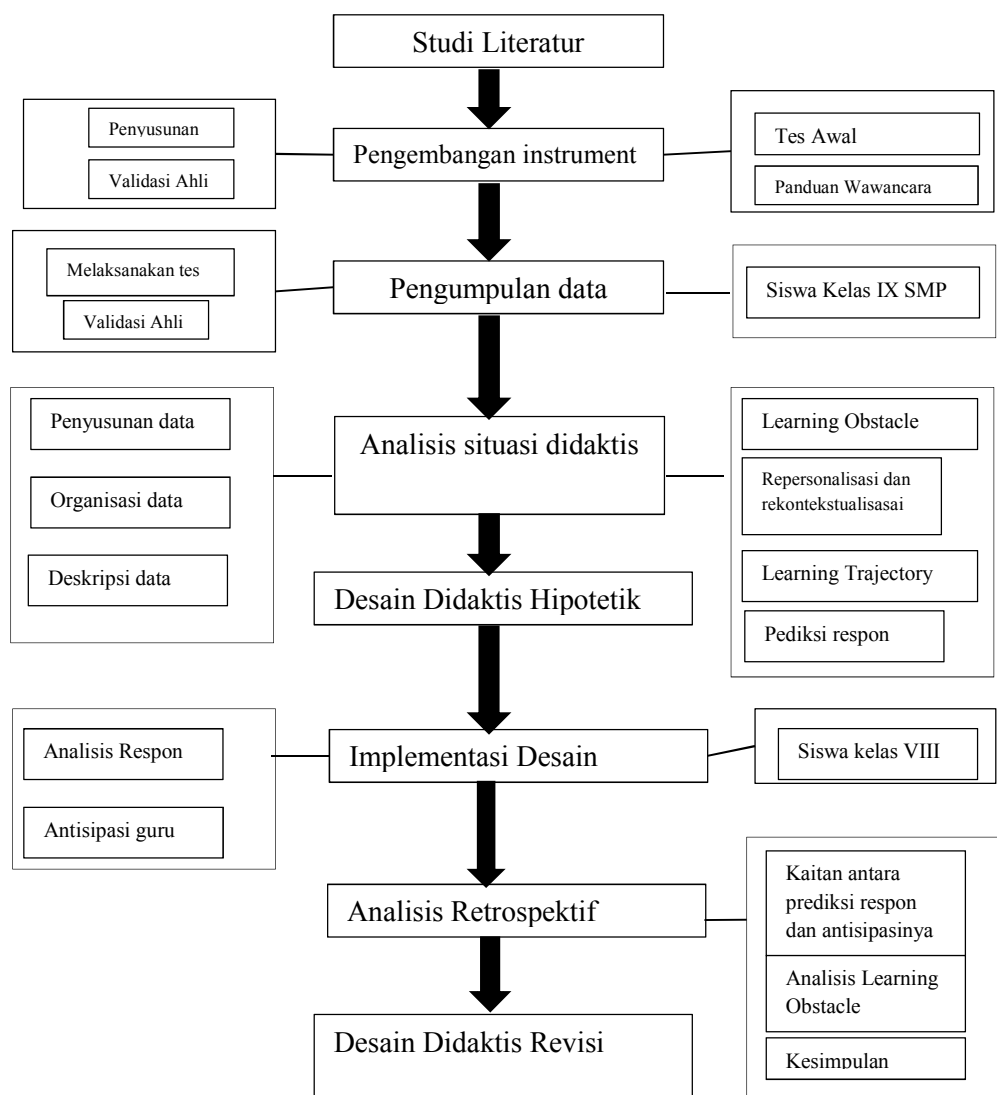 Studi Literatur
Penyusunan
Validasi Ahli
Pengembangan instrument
Tes Awal
Panduan Wawancara
Melaksanakan tes
Validasi Ahli
Pengumpulan data
Siswa Kelas IX SMP
Penyusunan data
Organisasi data
Deskripsi data
Analisis situasi didaktis
Learning Obstacle
Repersonalisasi dan
rekontekstualisasai
Learning Trajectory
Pediksi respon
Desain Didaktis Hipotetik
Analisis Respon
Antisipasi guru
Implementasi Desain
Siswa kelas VIII
Analisis Retrospektif
Kaitan antara
prediksi respon
dan antisipasinya
Analisis Learning
Obstacle
Kesimpulan
Desain Didaktis Revisi